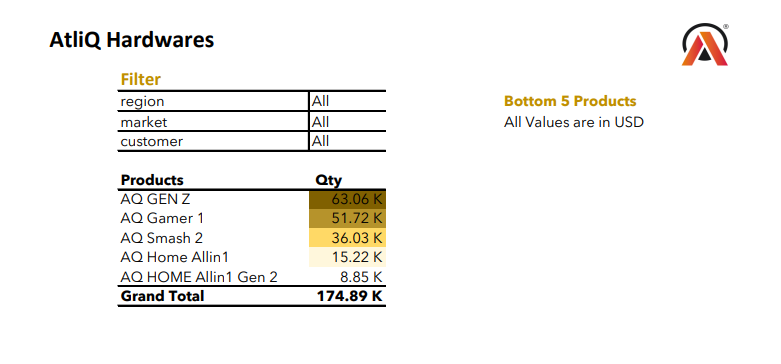 AtliQ Hardwares
®
Filter
region All
market All
customer All
Bottom 5 Products
All Values are in USD
Products Qty
AQ GEN Z 63.06 K
AQ Gamer 1 51.72 K
AQ Smash 2 36.03 K
AQ Home Allin1 15.22 K
AQ HOME Allin1 Gen 2 8.85 K
Grand Total 174.89 K